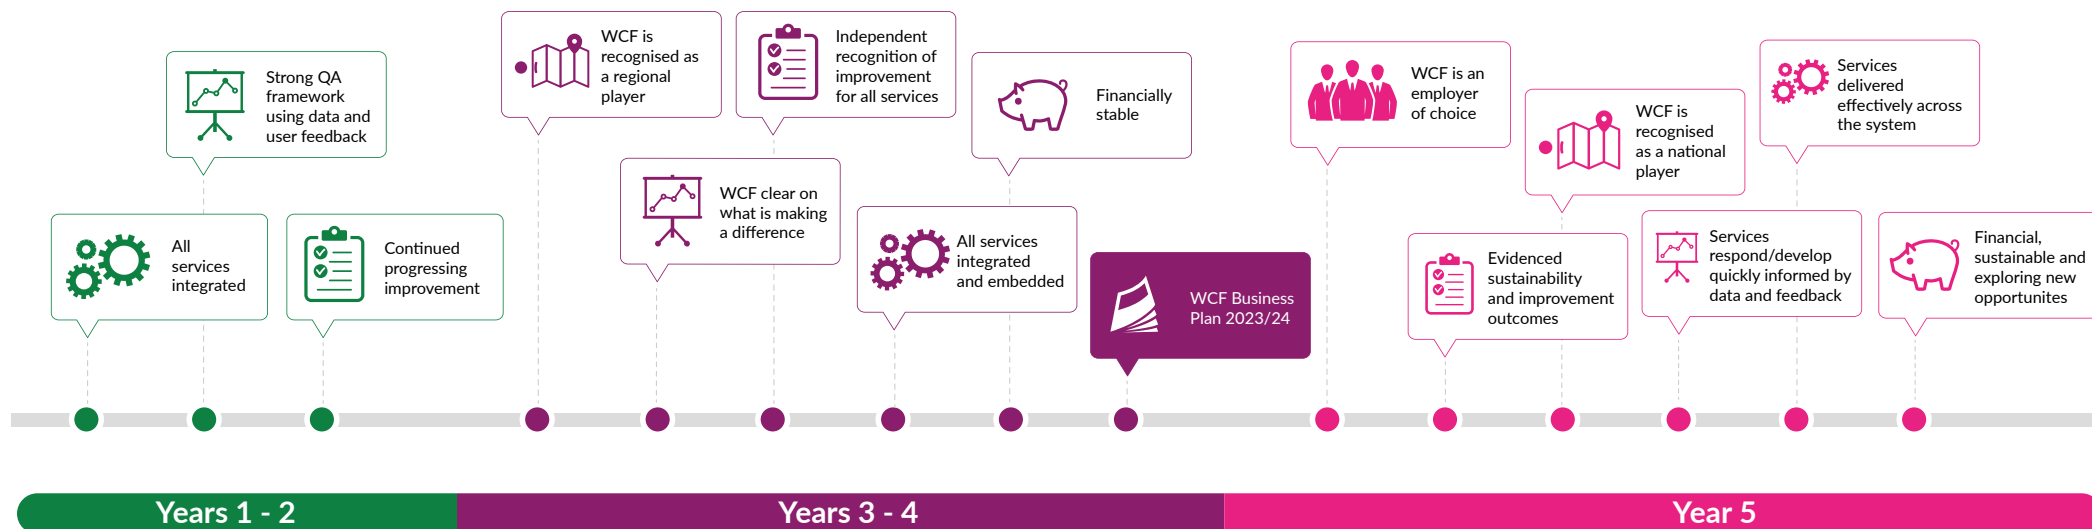 Strong QA
framework
using data and
user feedback
All
services
integrated
Continued
progressing
improvement
WCF is
recognised as
a regional
player
WCF clear on
what is making
a difference
Independent
recognition of
improvement
for all services
All services
integrated
and embedded
Financially
stable
WCF Business
Plan 2023/24
WCF is an
employer
of choice
Evidenced
sustainability
and improvement
outcomes
WCF is
recognised
as a national
player
Services
respond/develop
quickly informed by
data and feedback
Services
delivered
effectively across
the system
Financial,
sustainable and
exploring new
opportunites
Years 1 - 2
Years 3 - 4
Year 5